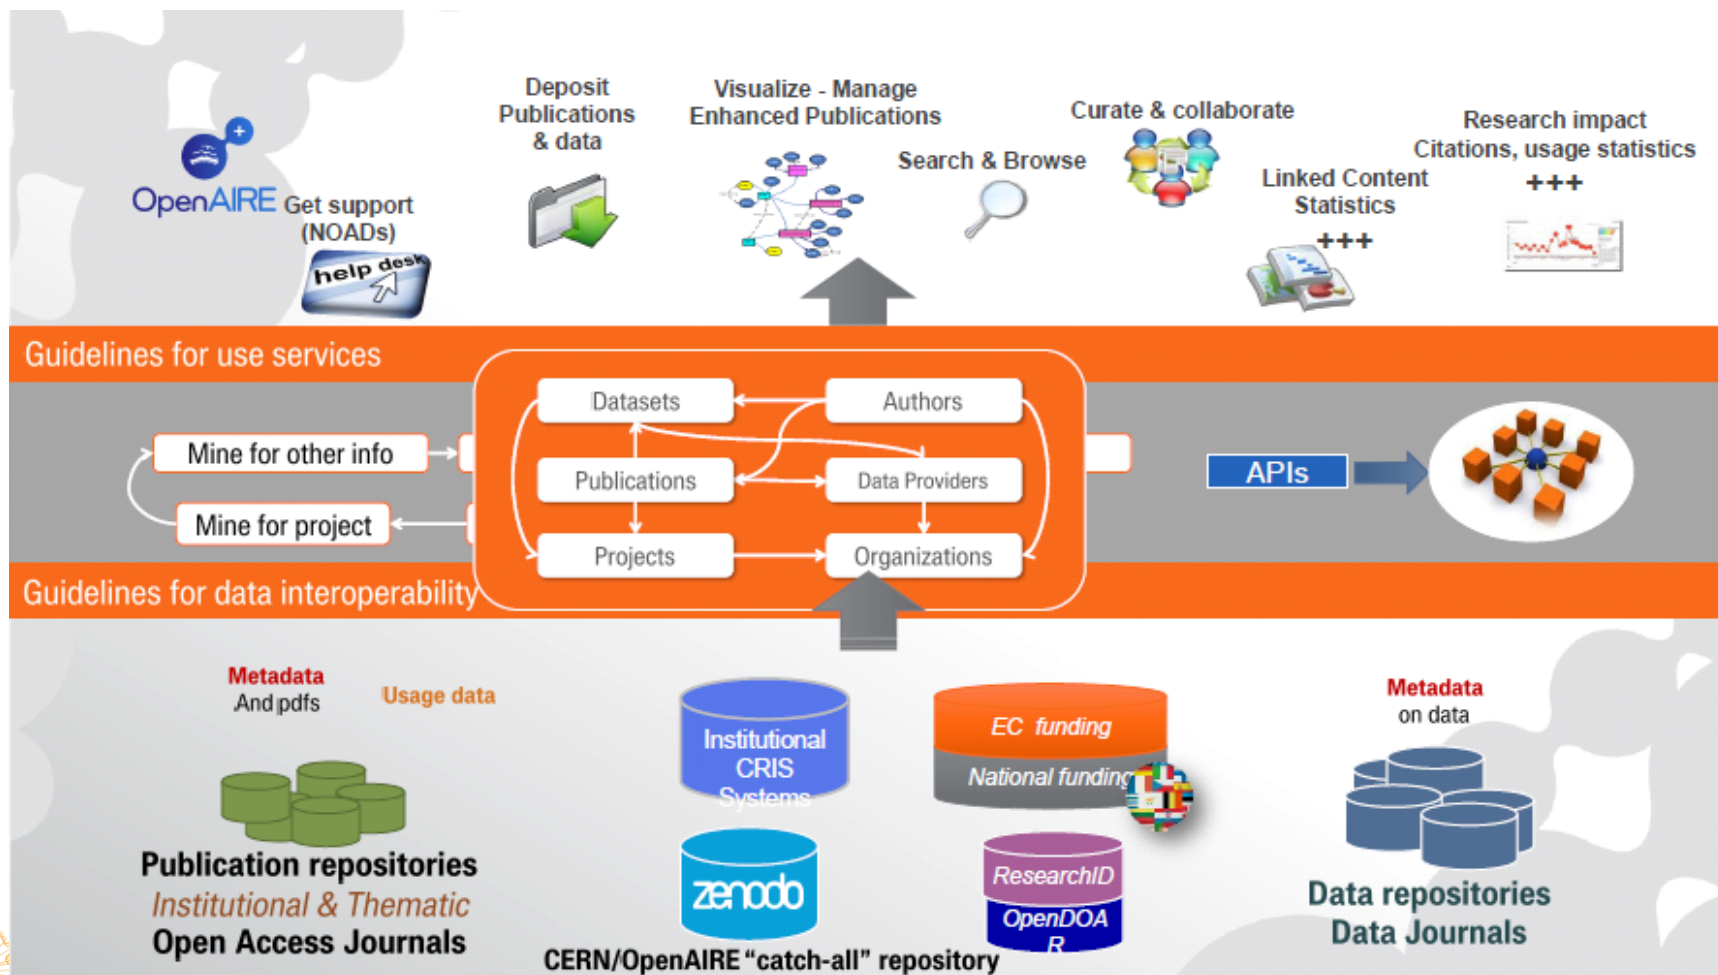 OpenAIRE
+
Get support
(NOADs)
help desk
Deposit
Publications
& data
Visualize - Manage
Enhanced Publications
Search & Browse
Curate & collaborate
Linked Content
Statistics
+++
Research impact
Citations, usage statistics
+++
Guidelines for use services
Datasets
Authors
Mine for other info
Publications
Data Providers
APIs
Mine for project
Projects
Organizations
Guidelines for data interoperability
Metadata
And pdfs
Usage data
Publication repositories
Institutional & Thematic
Open Access Journals
Institutional
CRIS
Systems
EC funding
National funding
zenodo
CERN/OpenAIRE “catch-all” repository
ResearchID
OpenDOA
R
Metadata
on data
Data repositories
Data Journals